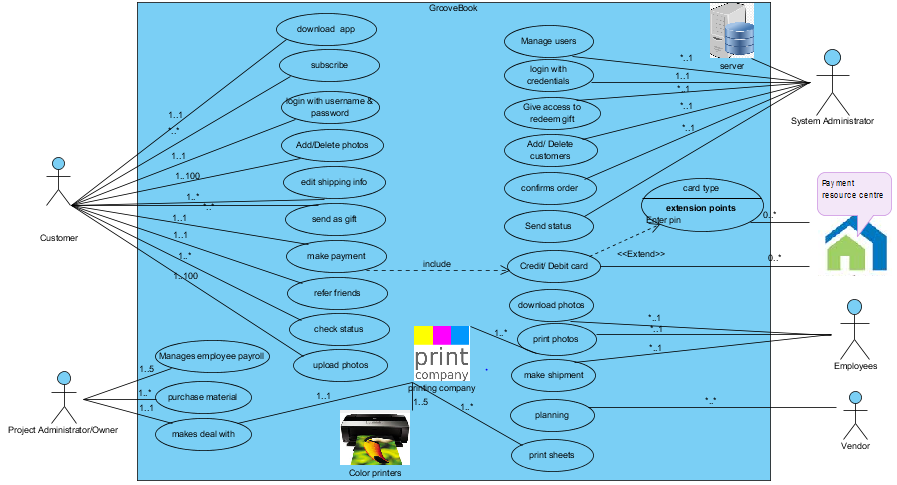 GrooveBook
download app
subscribe
login with username &
password
Add/Delete photos
edit shipping info
send as gift
make payment
refer friends
check status
upload photos
Customer
1..1
*..*
1..1
1..100
1..*
*..*
1..1
1..1
1..*
1..100
include
Manage users
login with
credentials
Give access to
redeem gift
Add/ Delete
customers
confirms order
Send status
Credit/ Debit card
card type
extension points
Enter pin
<<Extend>>
server
*..1
1..1
*..1
*..1
*..1
System Administrator
Payment
resource centre
0..*
0..*
download photos
print photos
make shipment
planning
print sheets
*..1
*..1
*..1
Employees
*..*
Vendor
print
company
printing company
1..*
1..5
1..*
Color printers
Manages employee payroll
purchase material
makes deal with
1..5
1..*
1..1
1..1
Project Administrator/Owner